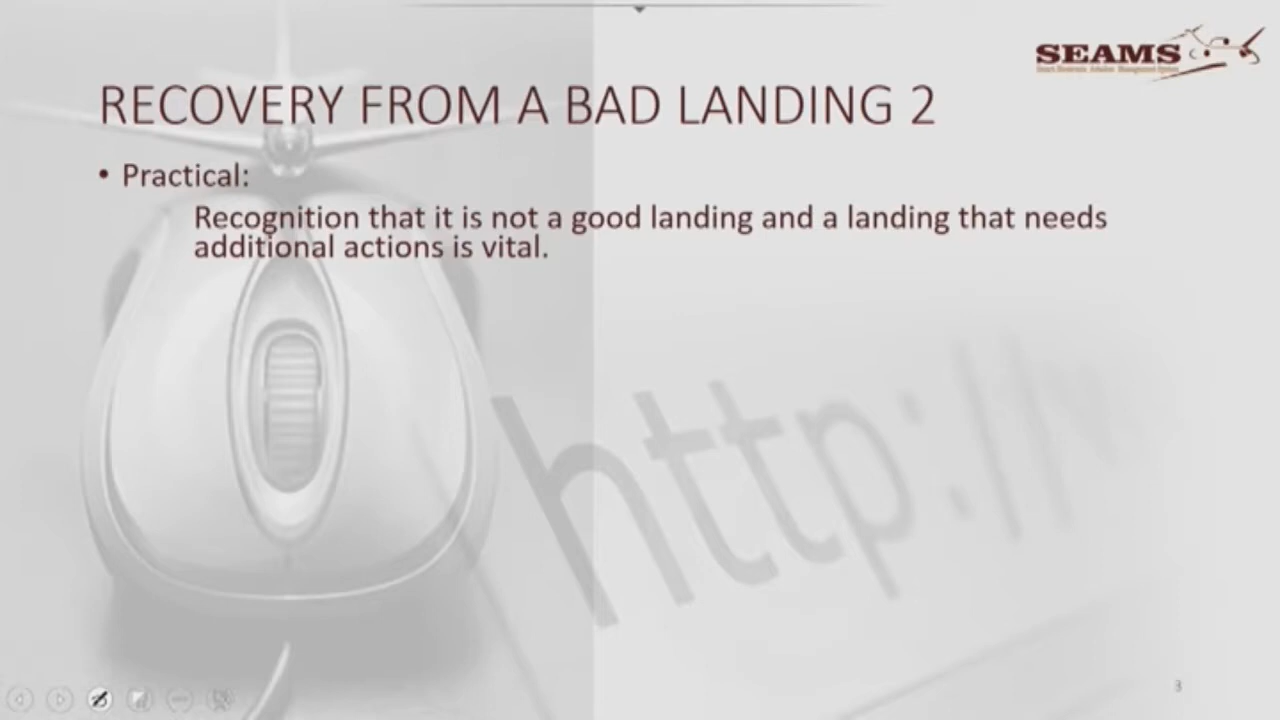 SEAMS
RECOVERY FROM A BAD LANDING 2
• Practical:
Recognition that it is not a good landing and a landing that needs
additional actions is vital.
http://
3